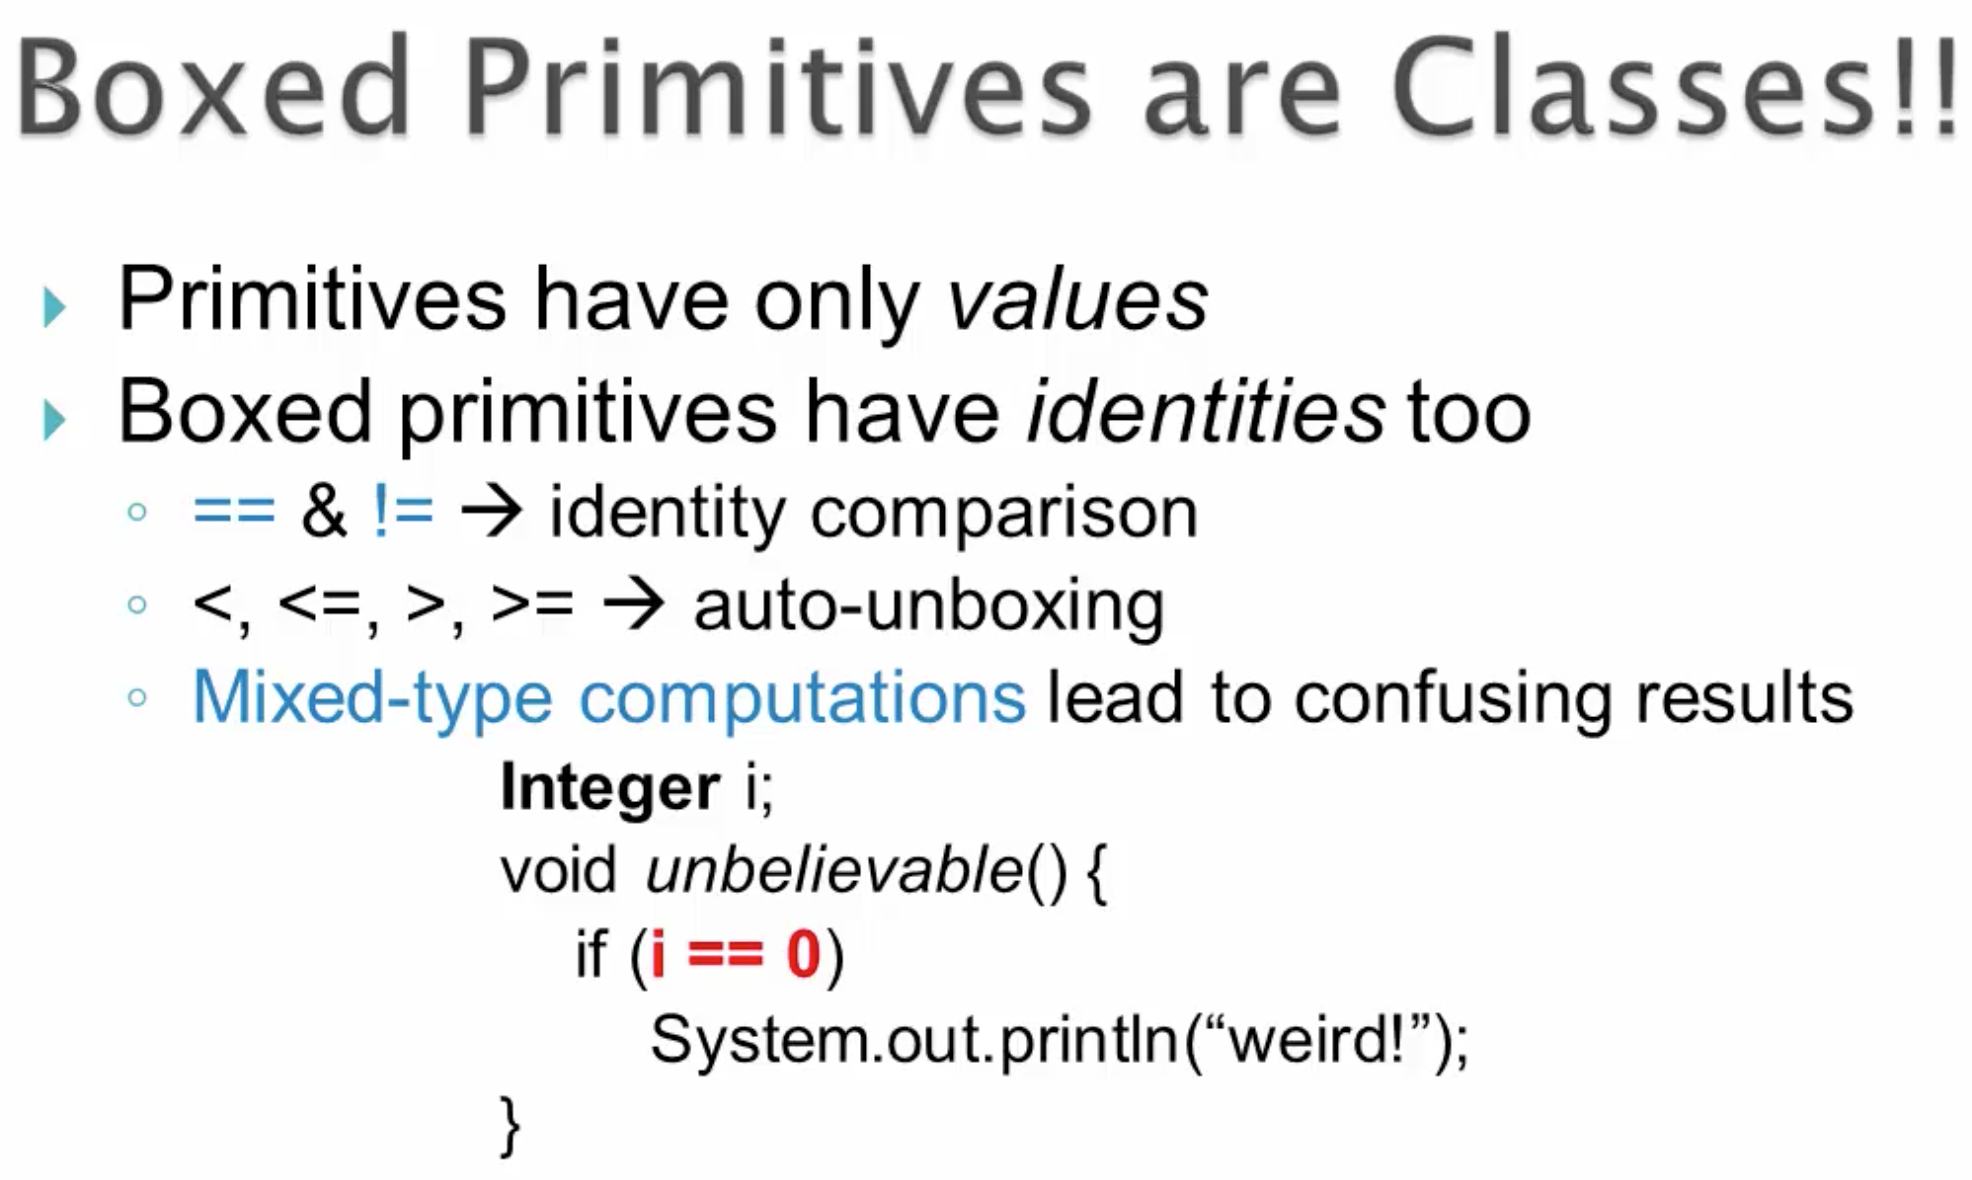 Boxed Primitives are Classes!!
Primitives have only values
Boxed primitives have identities too
== & != → identity comparison
<, <=, >, >= → auto-unboxing
Mixed-type computations lead to confusing results
Integer i;
void unbelievable() {
if (i == 0)
System.out.println(“weird!”);
}